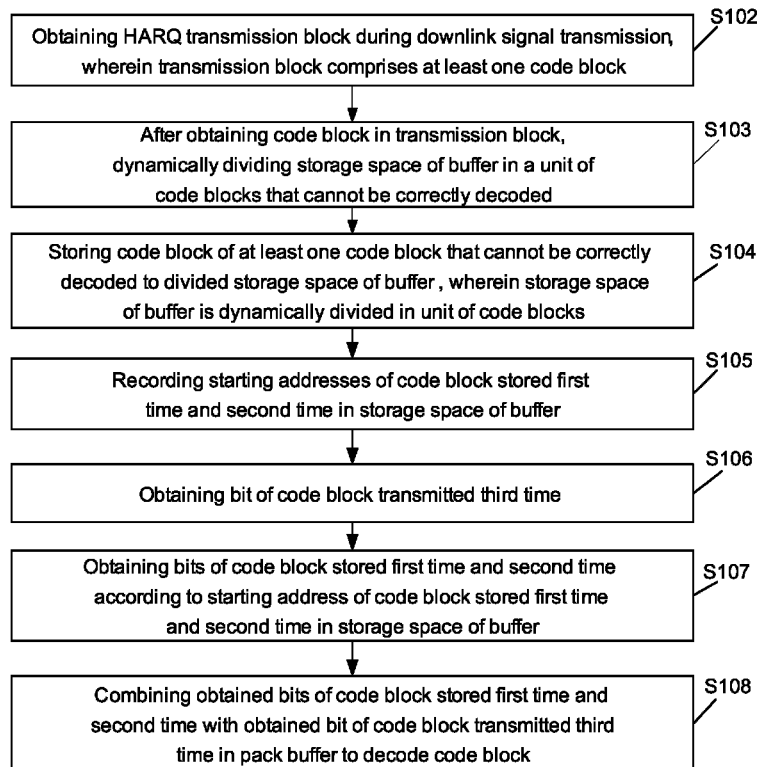 S102
Obtaining HARQ transmission block during downlink signal transmission,
wherein transmission block comprises at least one code block
S103
After obtaining code block in transmission block,
dynamically dividing storage space of buffer in a unit of
code blocks that cannot be correctly decoded
S104
Storing code block of at least one code block that cannot be correctly
decoded to divided storage space of buffer , wherein storage space
of buffer is dynamically divided in unit of code blocks
S105
Recording starting addresses of code block stored first
time and second time in storage space of buffer
S106
Obtaining bit of code block transmitted third time
S107
Obtaining bits of code block stored first time and second time
according to starting address of code block stored first time
and second time in storage space of buffer
S108
Combining obtained bits of code block stored first time and
second time with obtained bit of code block transmitted third
time in pack buffer to decode code block